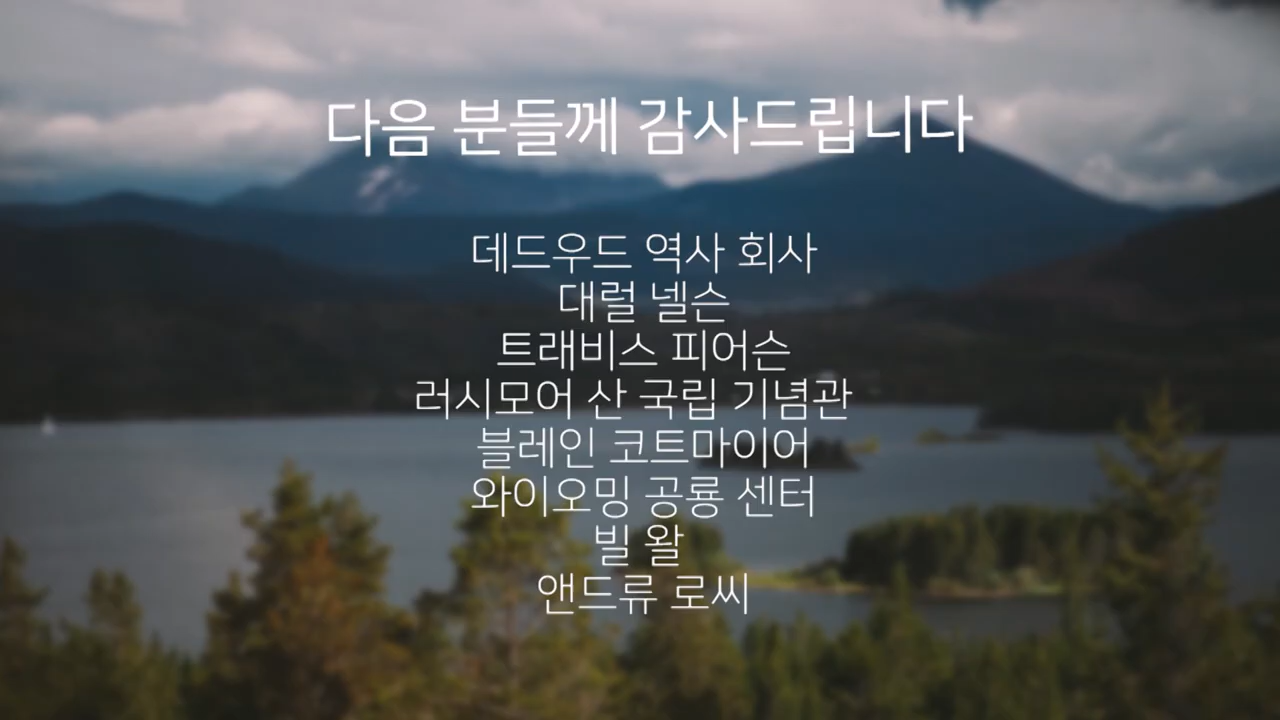 다음 분들께 감사드립니다
데드우드 역사 회사
대럴 넬슨
트래비스 피어슨
러시모어 산 국립 기념관
블레인 코트마이어
와이오밍 공룡 센터
빌 왈
앤드류 로씨